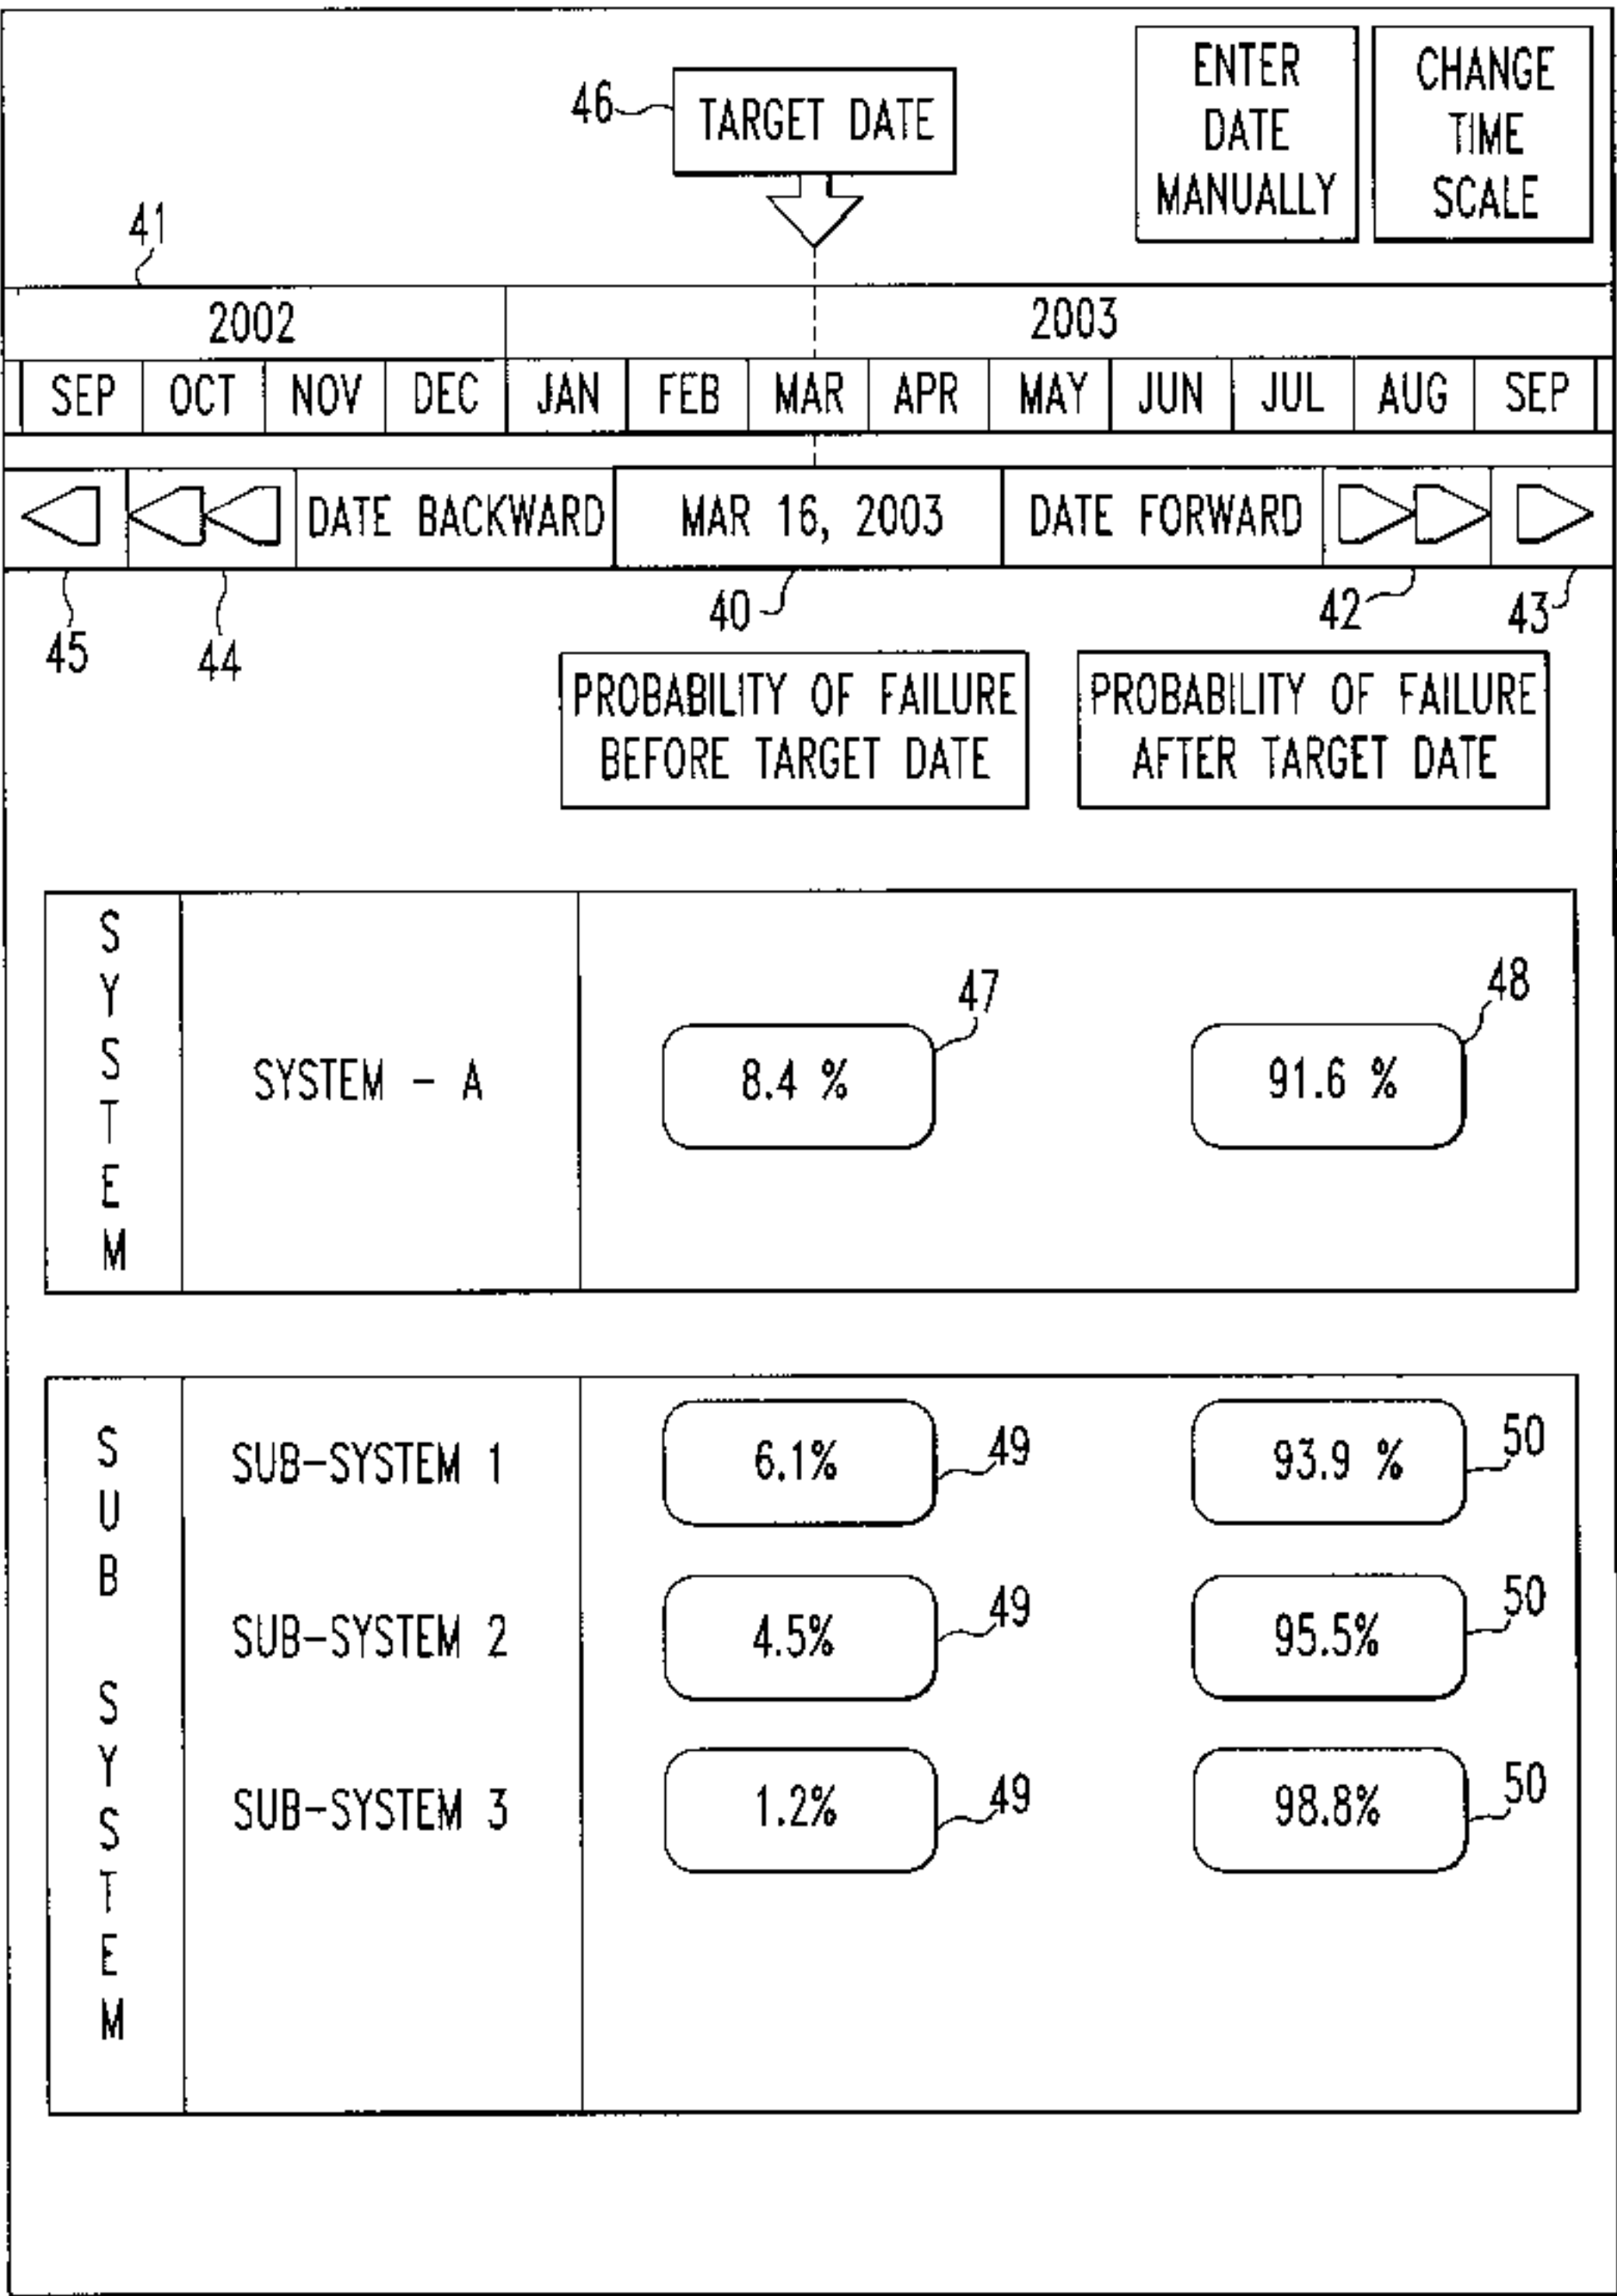 ENTER
DATE
MANUALLY
CHANGE
TIME
SCALE
46
TARGET DATE
41
2002
2003
SEP OCT NOV DEC JAN FEB MAR APR MAY JUN JUL AUG SEP
DATE BACKWARD MAR 16, 2003 DATE FORWARD
45 44 40 42 43
PROBABILITY OF FAILURE
BEFORE TARGET DATE
PROBABILITY OF FAILURE
AFTER TARGET DATE
SYSTEM
47 48
SYSTEM - A 8.4 % 91.6 %
SUB SYSTEM
SUB-SYSTEM 1 6.1% 49 93.9 % 50
SUB-SYSTEM 2 4.5% 49 95.5% 50
SUB-SYSTEM 3 1.2% 49 98.8% 50